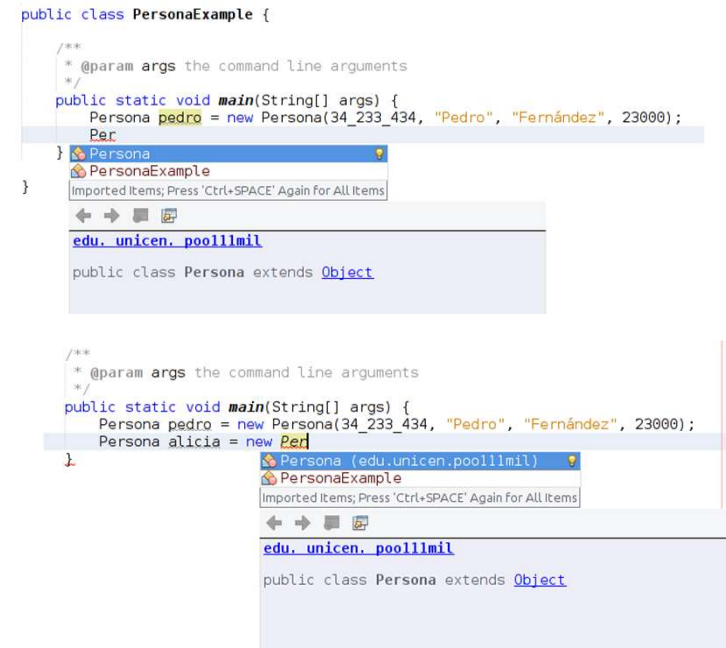 public class PersonaExample {
/**
* @param args the command line arguments
*/
public static void main(String[] args) {
Persona pedro = new Persona(34_233_434, "Pedro", "Fernández", 23000);
Per
} Persona
PersonaExample
} Imported Items; Press 'Ctrl+SPACE' Again for All Items
edu. unicen. poo111mil
public class Persona extends Object
/**
* @param args the command line arguments
*/
public static void main(String[] args) {
Persona pedro = new Persona(34_233_434, "Pedro", "Fernández", 23000);
Persona alicia = new Per
} Persona (edu.unicen.poo111mil)
PersonaExample
Imported Items; Press 'Ctrl+SPACE' Again for All Items
edu. unicen. poo111mil
public class Persona extends Object